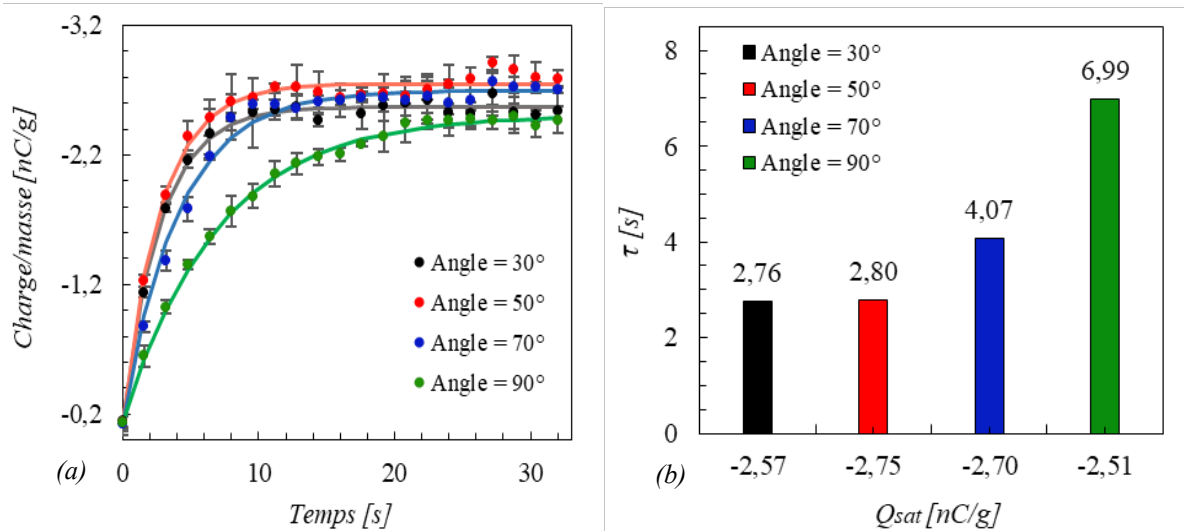 -3,2
-2,2
-1,2
-0,2
Charge/masse [nC/g]
Angle = 30°
Angle = 50°
Angle = 70°
Angle = 90°
0
10
20
30
(a)
Temps [s]
8
6
4
2
0
τ [s]
Angle = 30°
Angle = 50°
Angle = 70°
Angle = 90°
2,76
2,80
4,07
6,99
-2,57
-2,75
-2,70
-2,51
(b)
Qsat [nC/g]